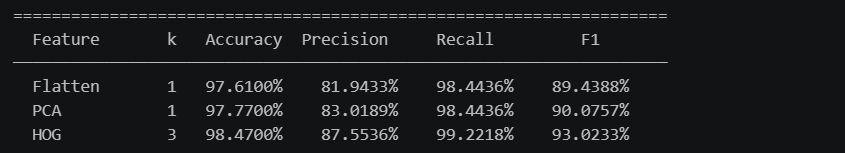 Feature k Accuracy Precision Recall F1
Flatten 1 97.6100% 81.9433% 98.4436% 89.4388%
PCA 1 97.7700% 83.0189% 98.4436% 90.0757%
HOG 3 98.4700% 87.5536% 99.2218% 93.0233%